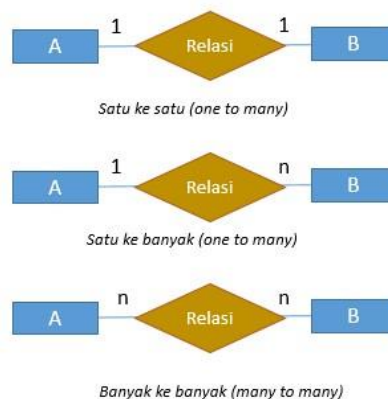 A 1 Relasi 1 B
Satu ke satu (one to many)
A 1 Relasi n B
Satu ke banyak (one to many)
A n Relasi n B
Banyak ke banyak (many to many)